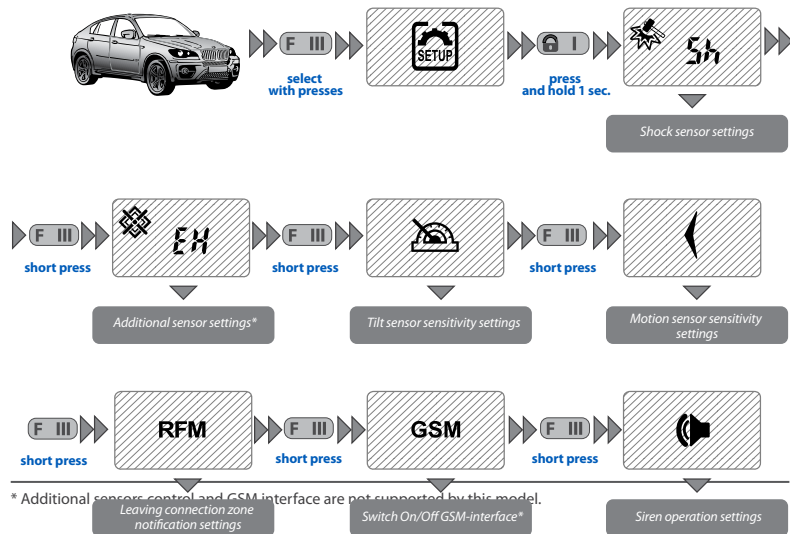 F III
SETUP
I
Sh
select
with presses
press
and hold 1 sec.
Shock sensor settings
F III
EH
F III
F III
short press
short press
short press
Additional sensor settings*
Tilt sensor sensitivity settings
Motion sensor sensitivity
settings
F III
RFM
F III
GSM
F III
short press
short press
short press
* Additional sensors control and GSM interface are not supported by this model.
Leaving connection zone
notification settings
Switch On/Off GSM-interface*
Siren operation settings